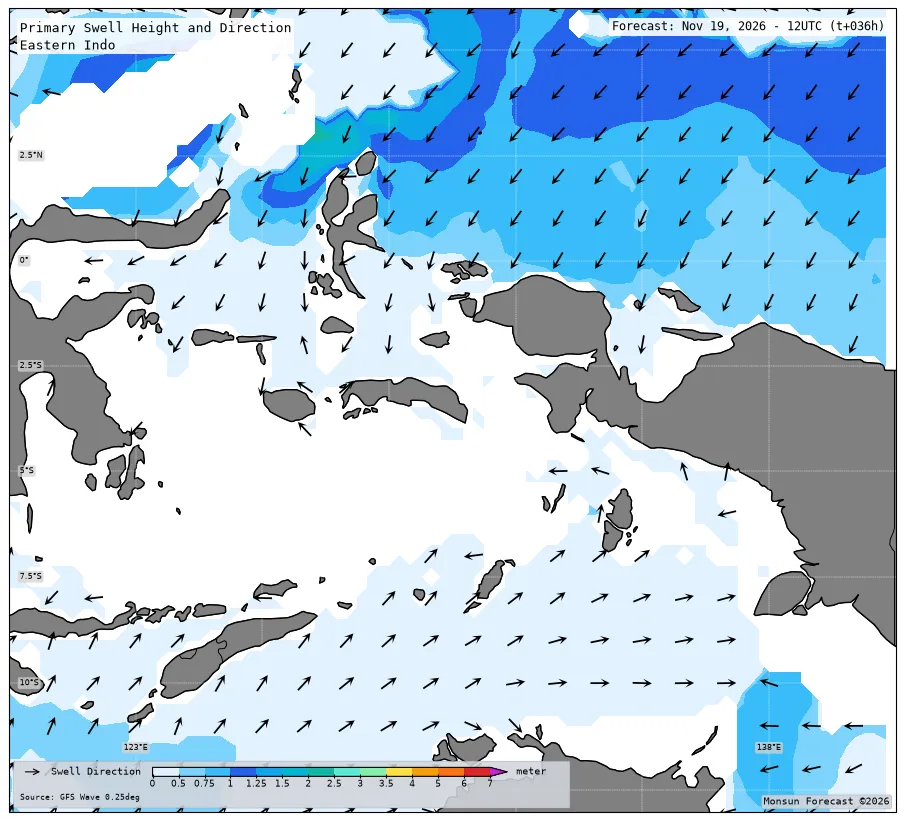 Primary Swell Height and Direction
Eastern Indo
Forecast: Nov 19, 2026 - 12UTC (t+036h)
2.5°N
0°
2.5°S
5°S
7.5°S
10°S
123°E
138°E
Swell Direction
0 0.5 0.75 1 1.25 1.5 2 2.5 3 3.5 4 5 6 7
meter
Source: GFS Wave 0.25deg
Monsun Forecast ©2026